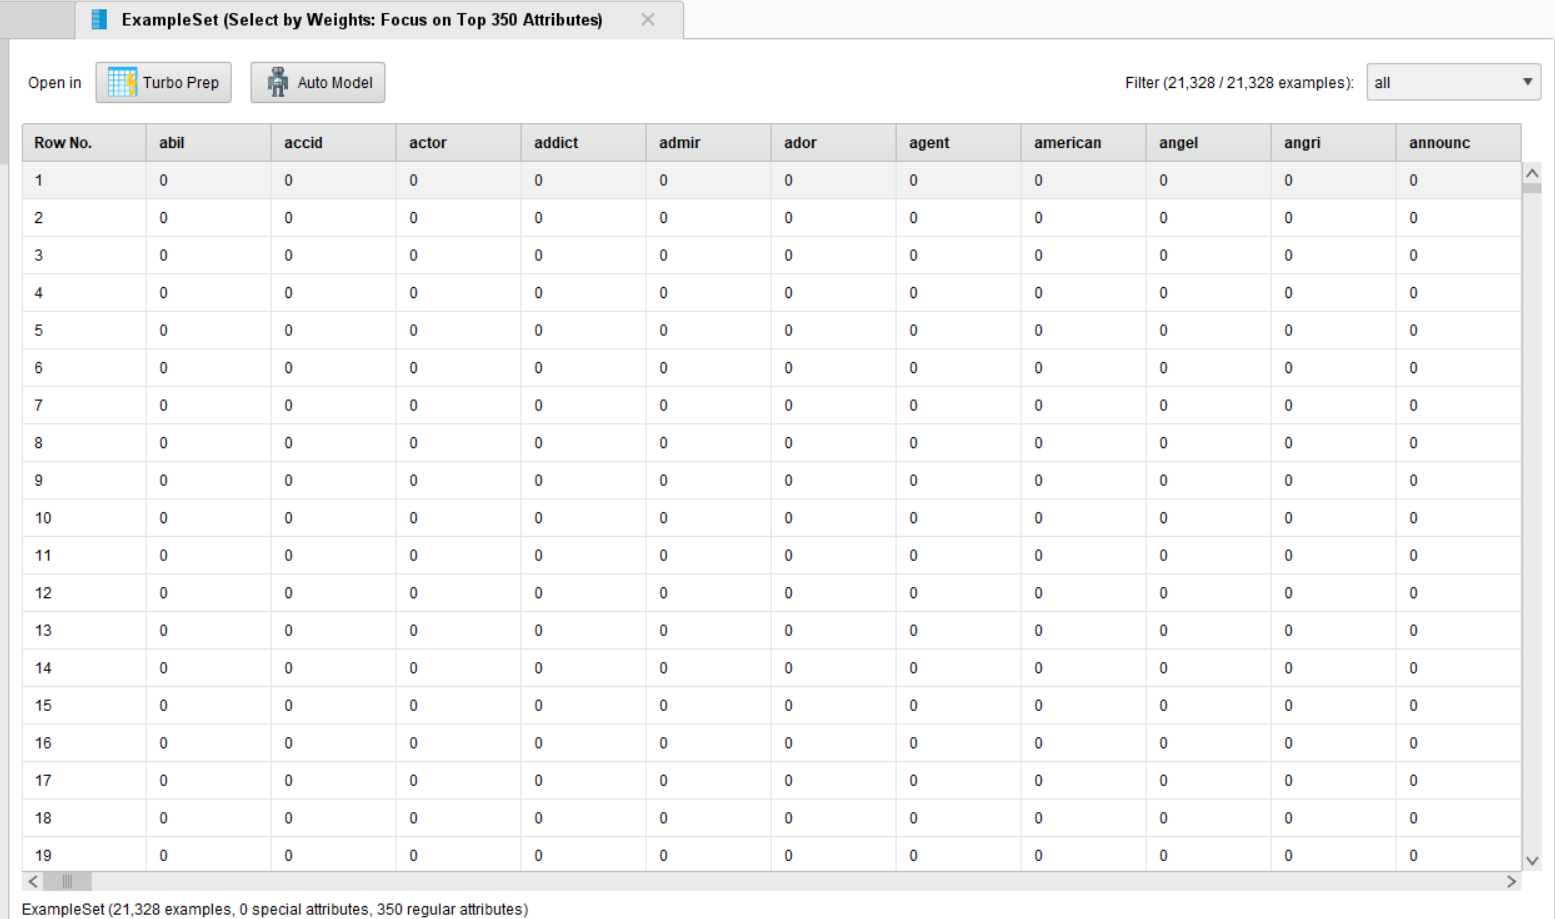 ExampleSet (Select by Weights: Focus on Top 350 Attributes)
Open in Turbo Prep Auto Model Filter (21,328 / 21,328 examples): all
Row No. abil accid actor addict admir ador agent american angel angri announc
1 0 0 0 0 0 0 0 0 0 0 0
2 0 0 0 0 0 0 0 0 0 0 0
3 0 0 0 0 0 0 0 0 0 0 0
4 0 0 0 0 0 0 0 0 0 0 0
5 0 0 0 0 0 0 0 0 0 0 0
6 0 0 0 0 0 0 0 0 0 0 0
7 0 0 0 0 0 0 0 0 0 0 0
8 0 0 0 0 0 0 0 0 0 0 0
9 0 0 0 0 0 0 0 0 0 0 0
10 0 0 0 0 0 0 0 0 0 0 0
11 0 0 0 0 0 0 0 0 0 0 0
12 0 0 0 0 0 0 0 0 0 0 0
13 0 0 0 0 0 0 0 0 0 0 0
14 0 0 0 0 0 0 0 0 0 0 0
15 0 0 0 0 0 0 0 0 0 0 0
16 0 0 0 0 0 0 0 0 0 0 0
17 0 0 0 0 0 0 0 0 0 0 0
18 0 0 0 0 0 0 0 0 0 0 0
19 0 0 0 0 0 0 0 0 0 0 0
ExampleSet (21,328 examples, 0 special attributes, 350 regular attributes)